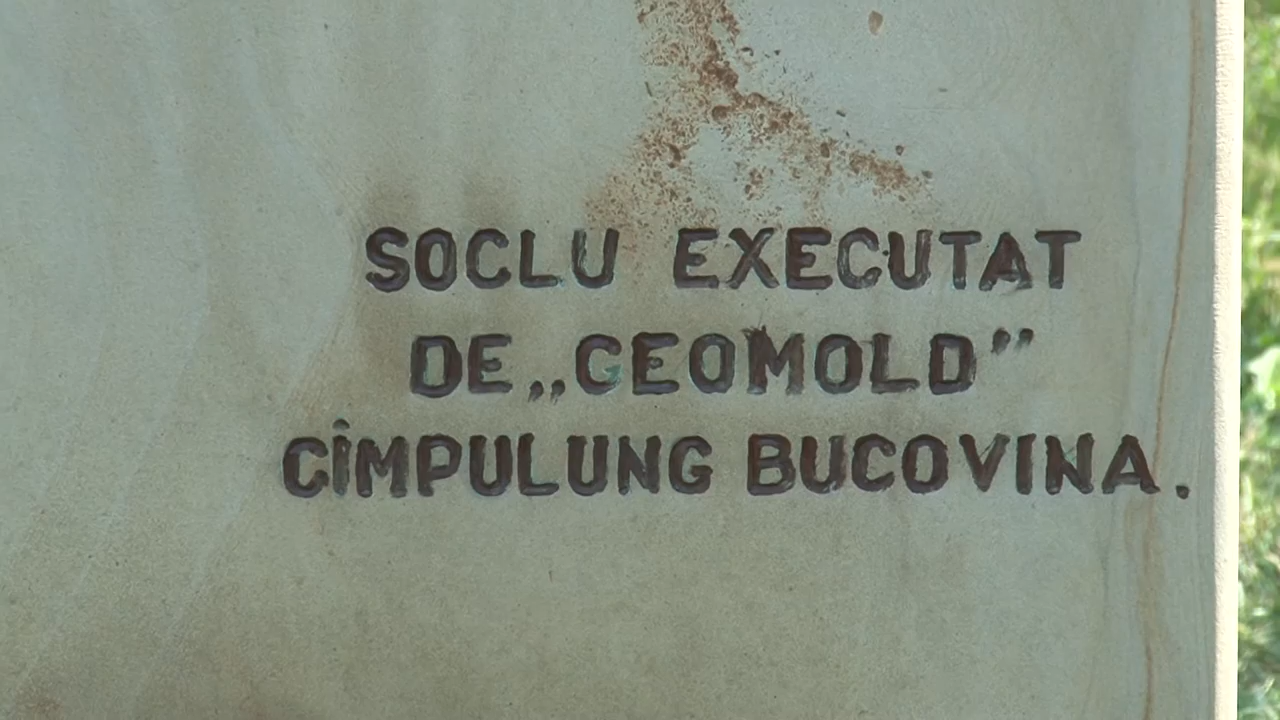 SOCLU EXECUTAT
DE „GEOMOLD”
CÎMPULUNG BUCOVINA.